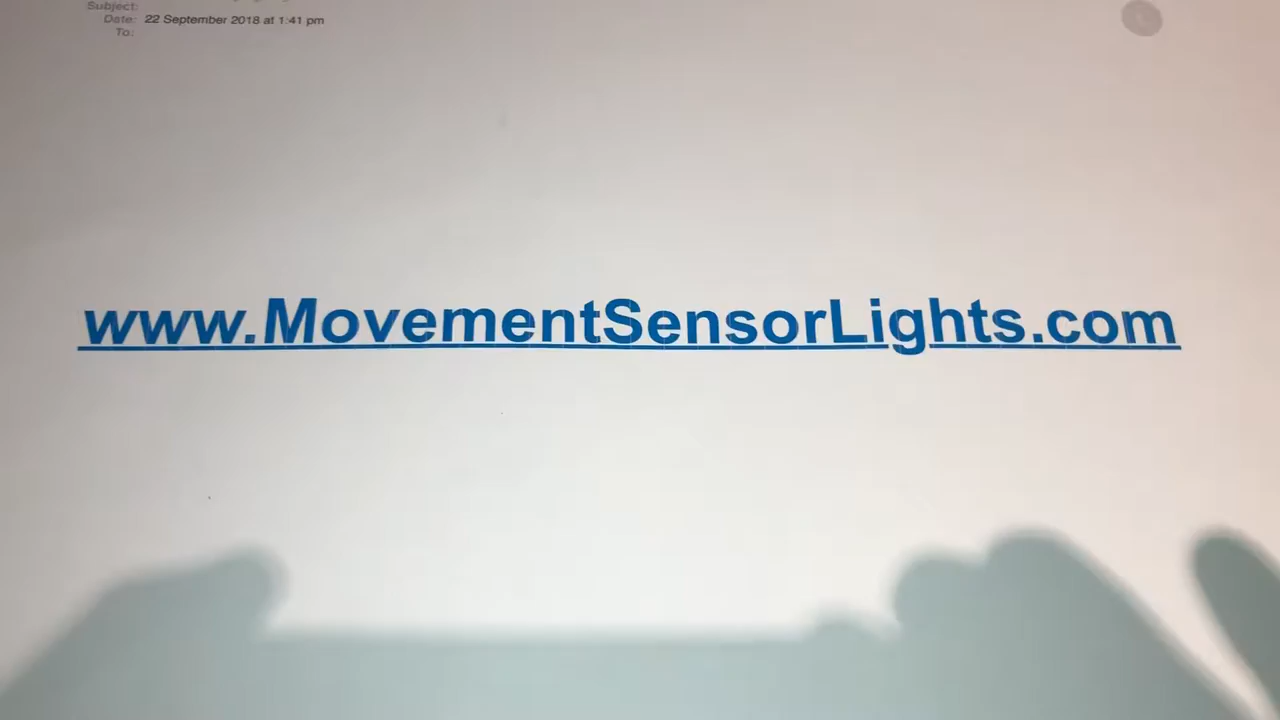 Subject:
Date: 22 September 2018 at 1:41 pm
To:
www.MovementSensorLights.com